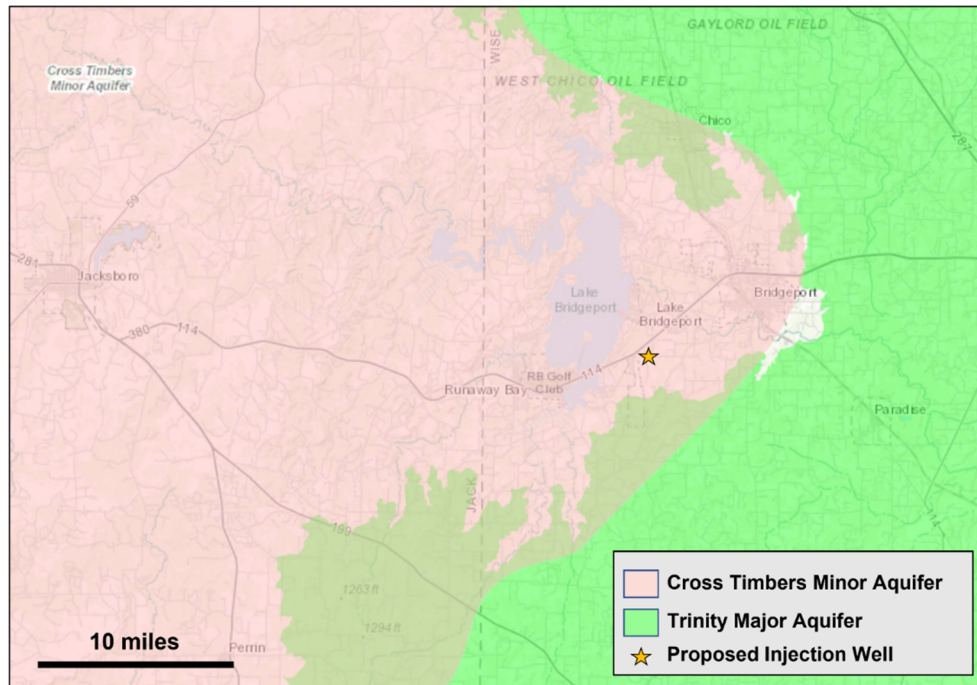 GAYLORD OIL FIELD
WISE
Cross Timbers
Minor Aquifer
WEST CHICO OIL FIELD
Chico
287
59
281
Jacksboro
Lake
Bridgeport
Lake
Bridgeport
Bridgeport
380
114
RB Golf
Club
114
Runaway Bay
Paradise
JACK
114
199
1263 ft
1294 ft
Perrin
10 miles
Cross Timbers Minor Aquifer
Trinity Major Aquifer
Proposed Injection Well